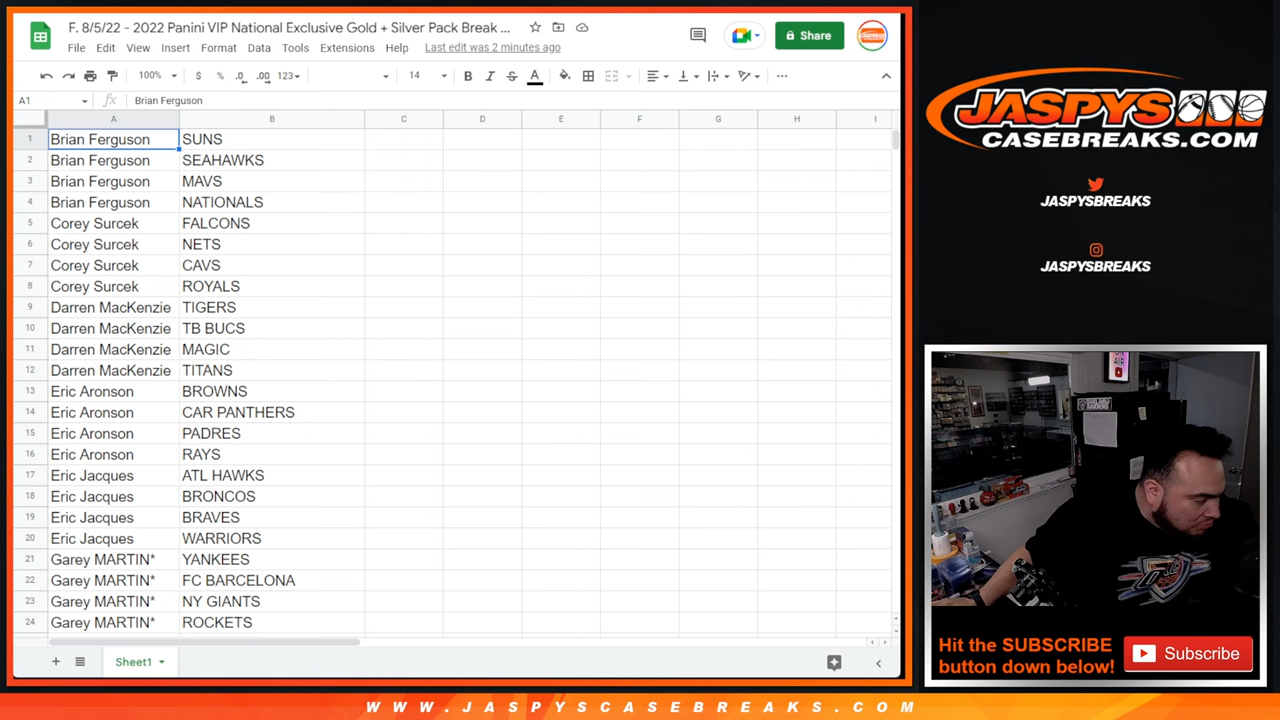 F. 8/5/22 - 2022 Panini VIP National Exclusive Gold + Silver Pack Break ...
File Edit View Insert Format Data Tools Extensions Help Last edit was 2 minutes ago
Share
100% $ % .0 .00 123 14 B I S A
A1 fx Brian Ferguson
A B C D E F G H I
1 Brian Ferguson SUNS
2 Brian Ferguson SEAHAWKS
3 Brian Ferguson MAVS
4 Brian Ferguson NATIONALS
5 Corey Surcek FALCONS
6 Corey Surcek NETS
7 Corey Surcek CAVS
8 Corey Surcek ROYALS
9 Darren MacKenzie TIGERS
10 Darren MacKenzie TB BUCS
11 Darren MacKenzie MAGIC
12 Darren MacKenzie TITANS
13 Eric Aronson BROWNS
14 Eric Aronson CAR PANTHERS
15 Eric Aronson PADRES
16 Eric Aronson RAYS
17 Eric Jacques ATL HAWKS
18 Eric Jacques BRONCOS
19 Eric Jacques BRAVES
20 Eric Jacques WARRIORS
21 Garey MARTIN* YANKEES
22 Garey MARTIN* FC BARCELONA
23 Garey MARTIN* NY GIANTS
24 Garey MARTIN* ROCKETS
Sheet1
JASPYS
CASEBREAKS.COM
JASPYSBREAKS
JASPYSBREAKS
ON
AIR
RAIDERS
OKC
Hit the SUBSCRIBE
button down below!
Subscribe
WWW.JASPYSCASEBREAKS.COM